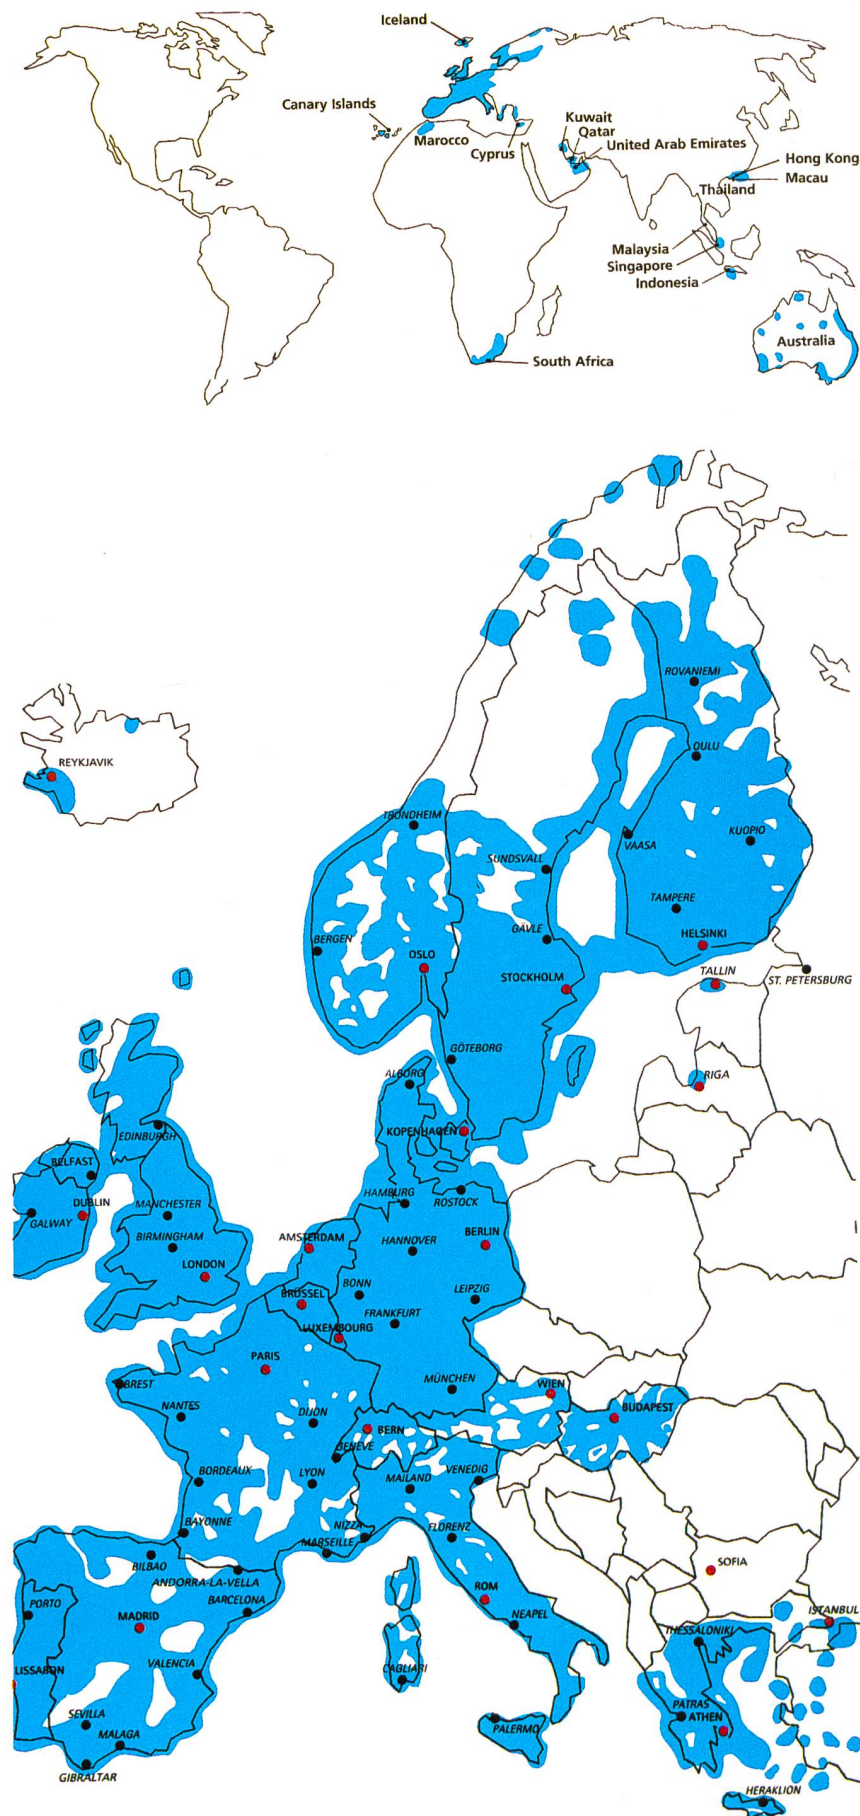 Iceland
Canary Islands
Marocco
Cyprus
Kuwait
Qatar
United Arab Emirates
Hong Kong
Macau
Thailand
Malaysia
Singapore
Indonesia
Australia
South Africa
ROVANIEMI
OULU
REYKJAVIK
TRONDHEIM
VAASA
KUOPIO
SUNDSVALL
TAMPERE
GÄVLE
HELSINKI
BERGEN
OSLO
STOCKHOLM
TALLIN
ST. PETERSBURG
GÖTEBORG
ALBORG
RIGA
KOPENHAGEN
EDINBURGH
BELFAST
HAMBURG
ROSTOCK
DUBLIN
GALWAY
MANCHESTER
BIRMINGHAM
AMSTERDAM
HANNOVER
BERLIN
LONDON
BONN
BRÜSSEL
LEIPZIG
FRANKFURT
LUXEMBOURG
PARIS
BREST
MÜNCHEN
WIEN
BUDAPEST
NANTES
DIJON
BERN
GENEVE
BORDEAUX
LYON
MAILAND
VENEDIG
BAYONNE
NIZZA
FLORENZ
MARSEILLE
BILBAO
ANDORRA-LA-VELLA
SOFIA
PORTO
BARCELONA
ROM
NEAPEL
ISTANBUL
MADRID
THESSALONIKI
LISSABON
VALENCIA
CAGLIARI
SEVILLA
PATRAS
ATHEN
MALAGA
PALERMO
GIBRALTAR
HERAKLION